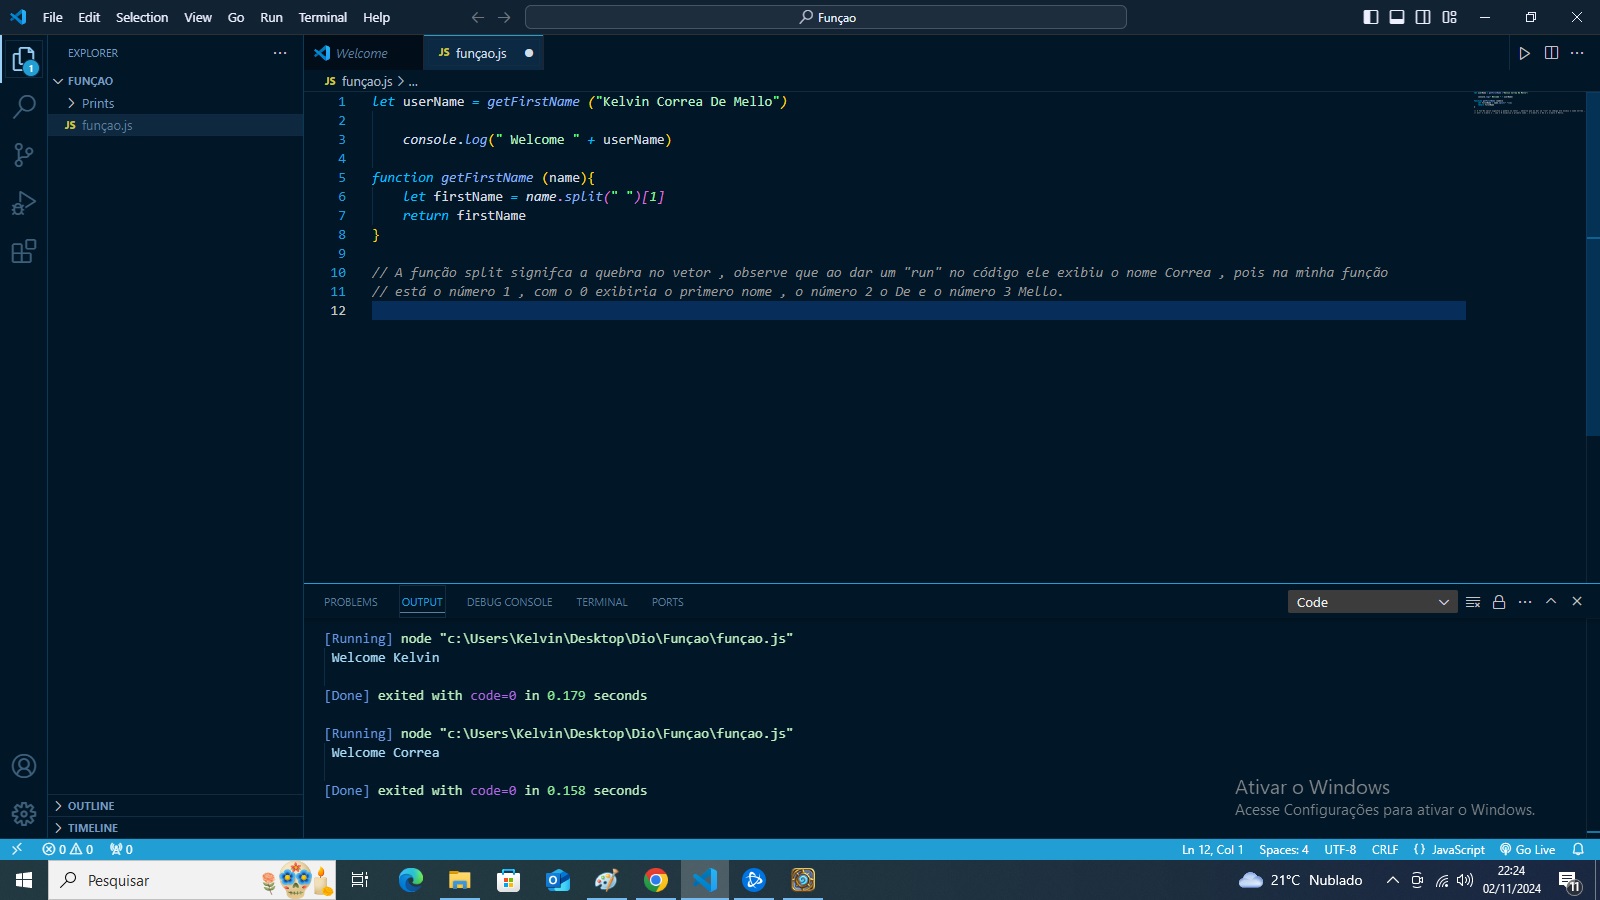 File Edit Selection View Go Run Terminal Help
Funçao
EXPLORER
FUNÇAO
Prints
JS funçao.js
OUTLINE
TIMELINE
Welcome
JS funçao.js
JS funçao.js > ...
1 let userName = getFirstName ("Kelvin Correa De Mello")
2
3 console.log(" Welcome " + userName)
4
5 function getFirstName (name){
6 let firstName = name.split(" ")[1]
7 return firstName
8 }
9
10 // A função split signifca a quebra no vetor , observe que ao dar um "run" no código ele exibiu o nome Correa , pois na minha função
11 // está o número 1 , com o 0 exibiria o primero nome , o número 2 o De e o número 3 Mello.
12
PROBLEMS OUTPUT DEBUG CONSOLE TERMINAL PORTS
Code
[Running] node "c:\Users\Kelvin\Desktop\Dio\Funçao\funçao.js"
Welcome Kelvin
[Done] exited with code=0 in 0.179 seconds
[Running] node "c:\Users\Kelvin\Desktop\Dio\Funçao\funçao.js"
Welcome Correa
[Done] exited with code=0 in 0.158 seconds
Ativar o Windows
Acesse Configurações para ativar o Windows.
0 0 0
Ln 12, Col 1 Spaces: 4 UTF-8 CRLF {} JavaScript Go Live
Pesquisar
21°C Nublado
22:24
02/11/2024
11
1